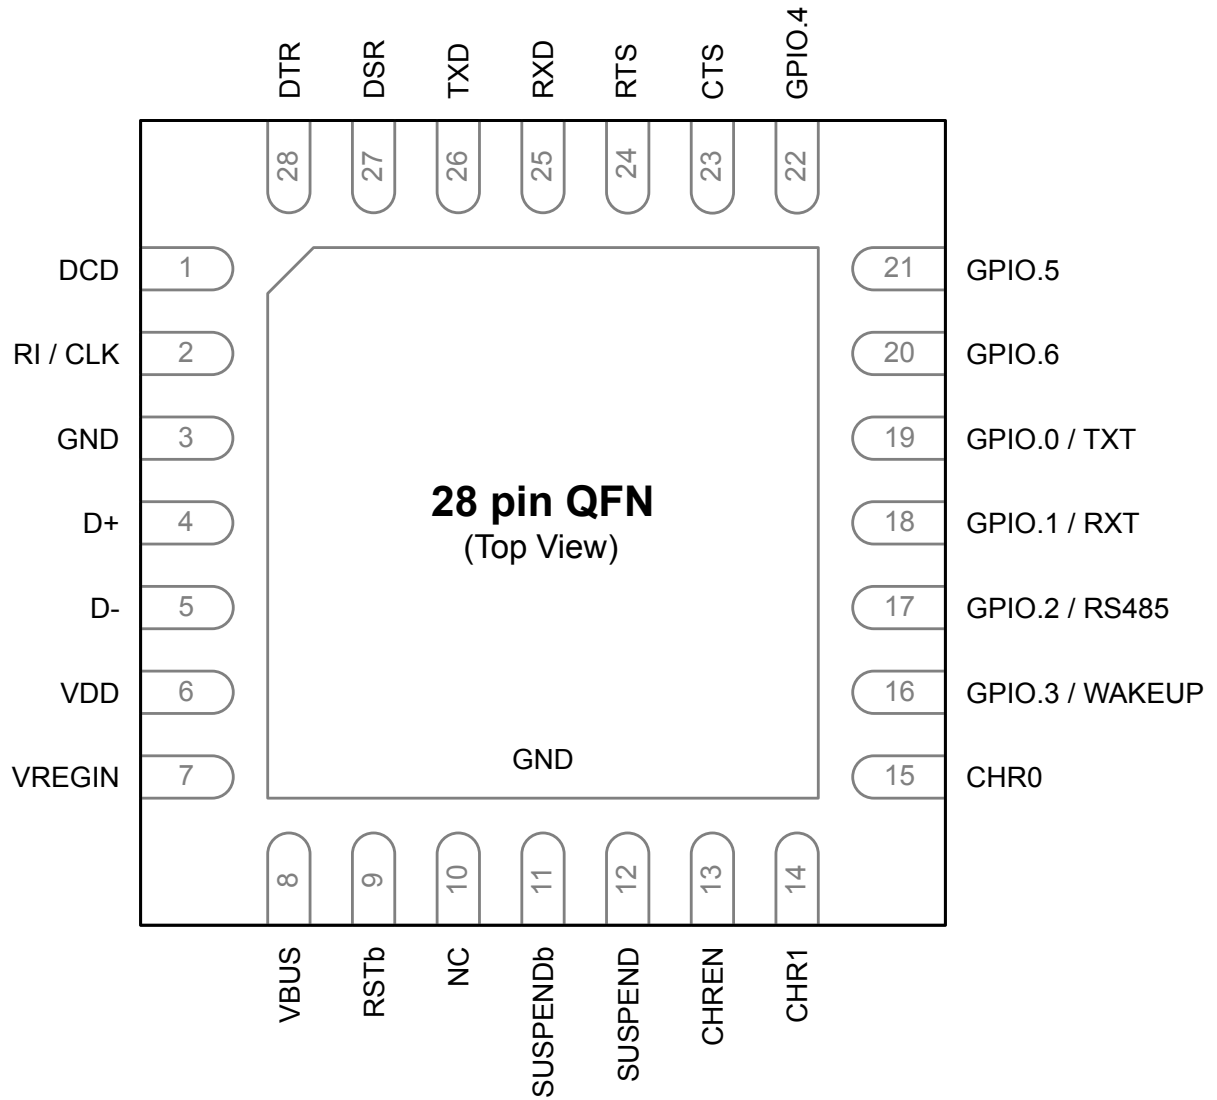 DTR
DSR
TXD
RXD
RTS
CTS
GPIO.4
28
27
26
25
24
23
22
DCD 1
21 GPIO.5
RI / CLK 2
20 GPIO.6
GND 3
19 GPIO.0 / TXT
D+ 4
18 GPIO.1 / RXT
D- 5
17 GPIO.2 / RS485
VDD 6
16 GPIO.3 / WAKEUP
VREGIN 7
15 CHR0
28 pin QFN
(Top View)
GND
8
9
10
11
12
13
14
VBUS
RSTb
NC
SUSPENDb
SUSPEND
CHREN
CHR1